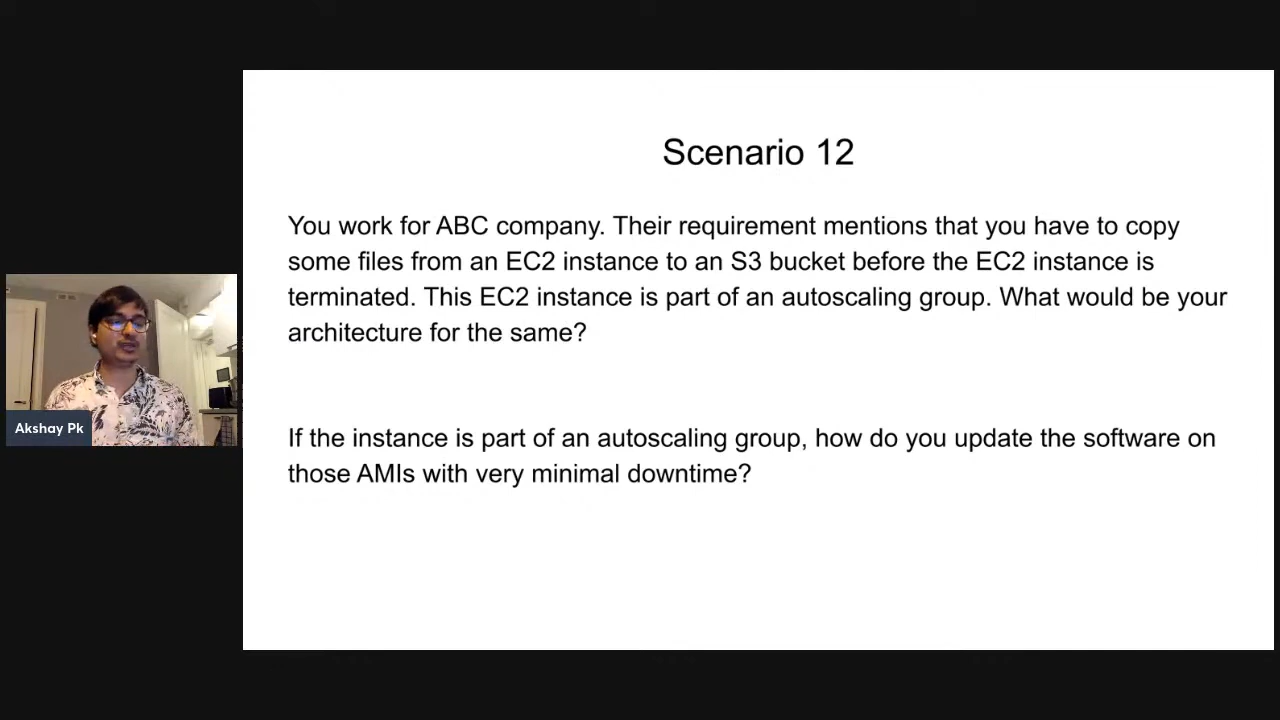 Scenario 12
You work for ABC company. Their requirement mentions that you have to copy
some files from an EC2 instance to an S3 bucket before the EC2 instance is
terminated. This EC2 instance is part of an autoscaling group. What would be your
architecture for the same?
If the instance is part of an autoscaling group, how do you update the software on
those AMIs with very minimal downtime?
Akshay Pk